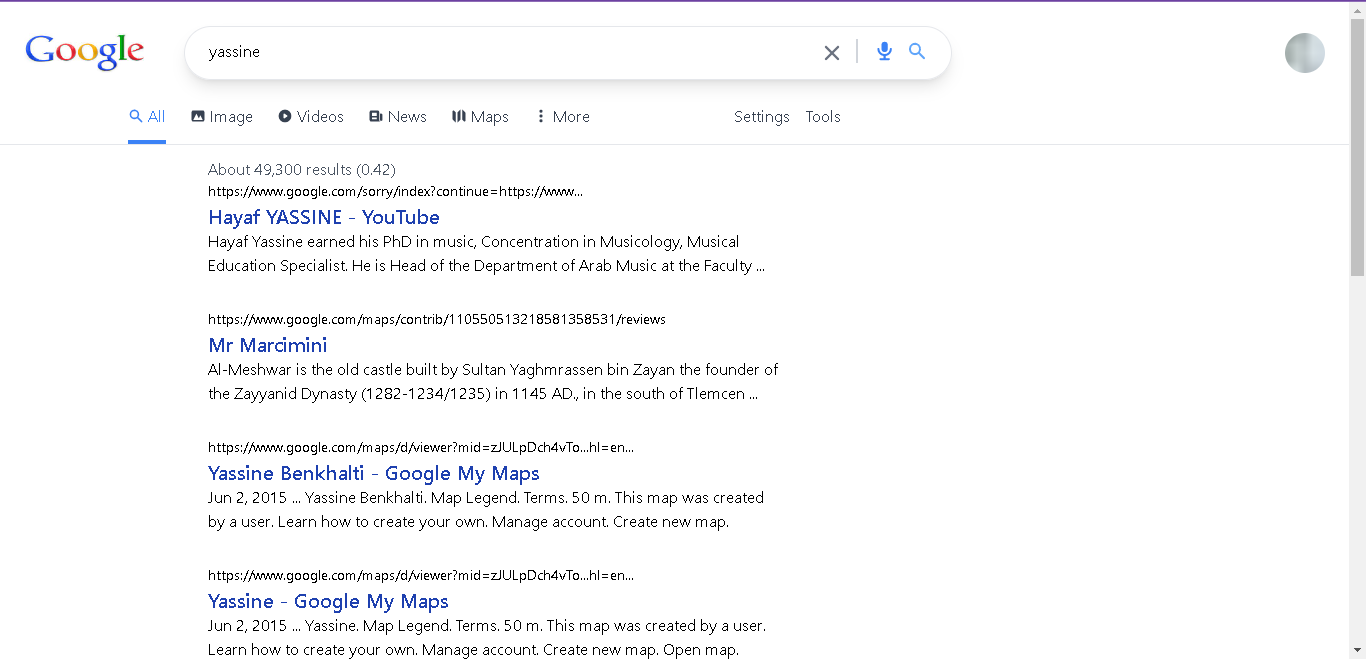 Google
yassine
All Image Videos News Maps More Settings Tools
About 49,300 results (0.42)
https://www.google.com/sorry/index?continue=https://www...
Hayaf YASSINE - YouTube
Hayaf Yassine earned his PhD in music, Concentration in Musicology, Musical
Education Specialist. He is Head of the Department of Arab Music at the Faculty ...
https://www.google.com/maps/contrib/110550513218581358531/reviews
Mr Marcimini
Al-Meshwar is the old castle built by Sultan Yaghmrassen bin Zayan the founder of
the Zayyanid Dynasty (1282-1234/1235) in 1145 AD., in the south of Tlemcen ...
https://www.google.com/maps/d/viewer?mid=zJULpDch4vTo...hl=en...
Yassine Benkhalti - Google My Maps
Jun 2, 2015 ... Yassine Benkhalti. Map Legend. Terms. 50 m. This map was created
by a user. Learn how to create your own. Manage account. Create new map.
https://www.google.com/maps/d/viewer?mid=zJULpDch4vTo...hl=en...
Yassine - Google My Maps
Jun 2, 2015 ... Yassine. Map Legend. Terms. 50 m. This map was created by a user.
Learn how to create your own. Manage account. Create new map. Open map.